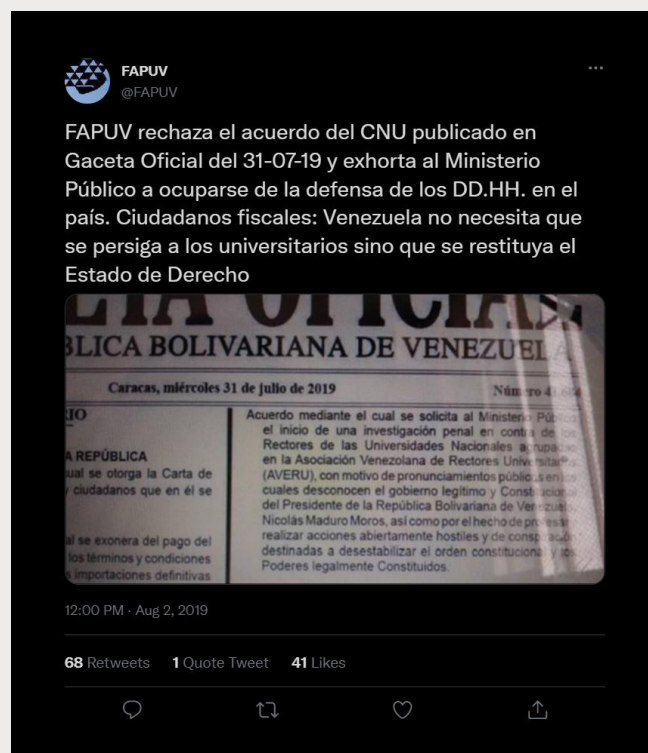 FAPUV
@FAPUV
FAPUV rechaza el acuerdo del CNU publicado en
Gaceta Oficial del 31-07-19 y exhorta al Ministerio
Público a ocuparse de la defensa de los DD.HH. en el
país. Ciudadanos fiscales: Venezuela no necesita que
se persiga a los universitarios sino que se restituya el
Estado de Derecho
BLICA BOLIVARIANA DE VENEZUELA
Caracas, miércoles 31 de julio de 2019
Número
A REPÚBLICA
ual se otorga la Carta de
ciudadanos que en él se
al se exonera del pago del
los términos y condiciones
importaciones definitivas
Acuerdo mediante el cual se solicita al Ministerio Público
el inicio de una investigación penal en contra de los
Rectores de las Universidades Nacionales agrupados
en la Asociación Venezolana de Rectores Universitarios
(AVERU), con motivo de pronunciamientos públicos en los
cuales desconocen el gobierno legítimo y Constitucional
del Presidente de la República Bolivariana de Venezuela
Nicolás Maduro Moros, así como por el hecho de profesar
realizar acciones abiertamente hostiles y de conspiración
destinadas a desestabilizar el orden constitucional y los
Poderes legalmente Constituidos.
12:00 PM · Aug 2, 2019
68 Retweets 1 Quote Tweet 41 Likes